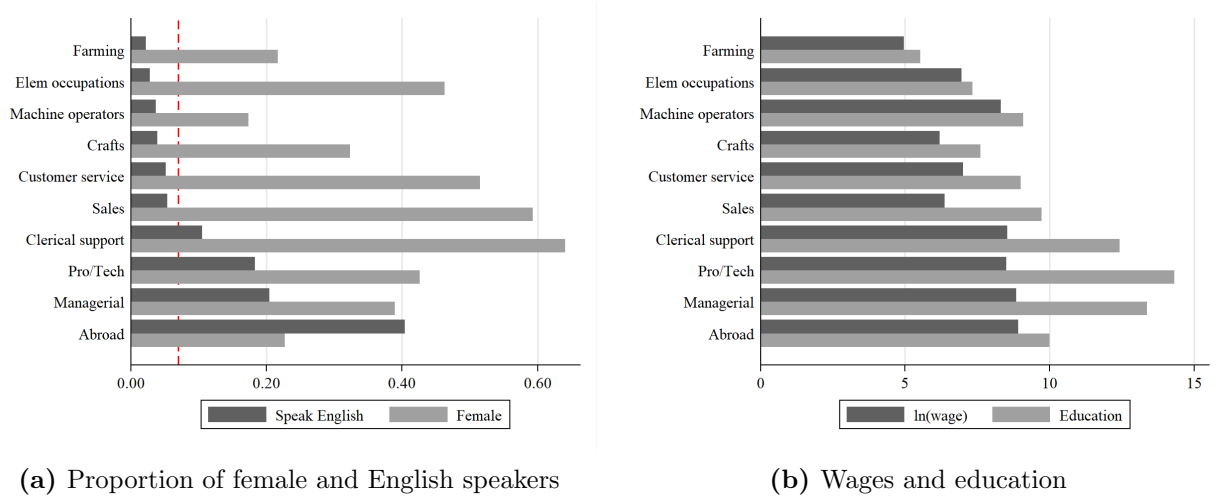 Farming
Elem occupations
Machine operators
Crafts
Customer service
Sales
Clerical support
Pro/Tech
Managerial
Abroad
0.00 0.20 0.40 0.60
Speak English Female
(a) Proportion of female and English speakers
Farming
Elem occupations
Machine operators
Crafts
Customer service
Sales
Clerical support
Pro/Tech
Managerial
Abroad
0 5 10 15
ln(wage) Education
(b) Wages and education